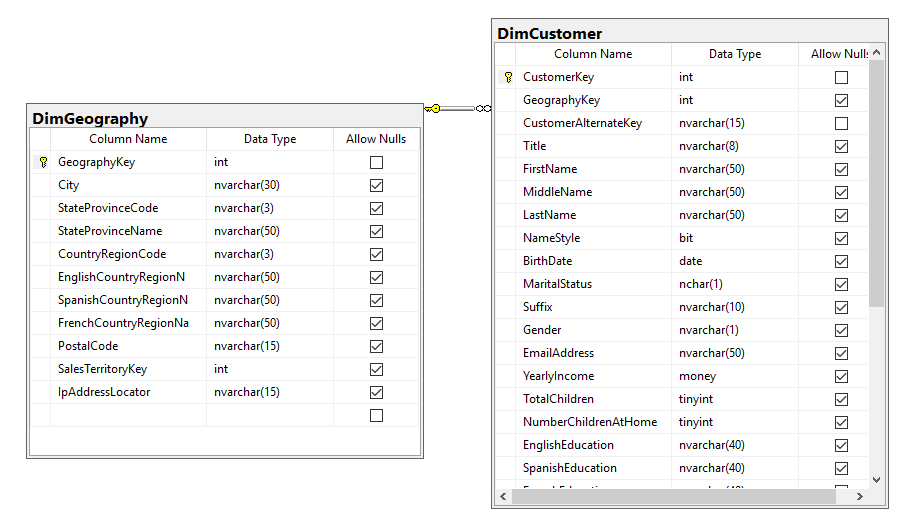 DimGeography
Column Name Data Type Allow Nulls
GeographyKey int
City nvarchar(30)
StateProvinceCode nvarchar(3)
StateProvinceName nvarchar(50)
CountryRegionCode nvarchar(3)
EnglishCountryRegionN nvarchar(50)
SpanishCountryRegionN nvarchar(50)
FrenchCountryRegionNa nvarchar(50)
PostalCode nvarchar(15)
SalesTerritoryKey int
IpAddressLocator nvarchar(15)
DimCustomer
Column Name Data Type Allow Nulls
CustomerKey int
GeographyKey int
CustomerAlternateKey nvarchar(15)
Title nvarchar(8)
FirstName nvarchar(50)
MiddleName nvarchar(50)
LastName nvarchar(50)
NameStyle bit
BirthDate date
MaritalStatus nchar(1)
Suffix nvarchar(10)
Gender nvarchar(1)
EmailAddress nvarchar(50)
YearlyIncome money
TotalChildren tinyint
NumberChildrenAtHome tinyint
EnglishEducation nvarchar(40)
SpanishEducation nvarchar(40)